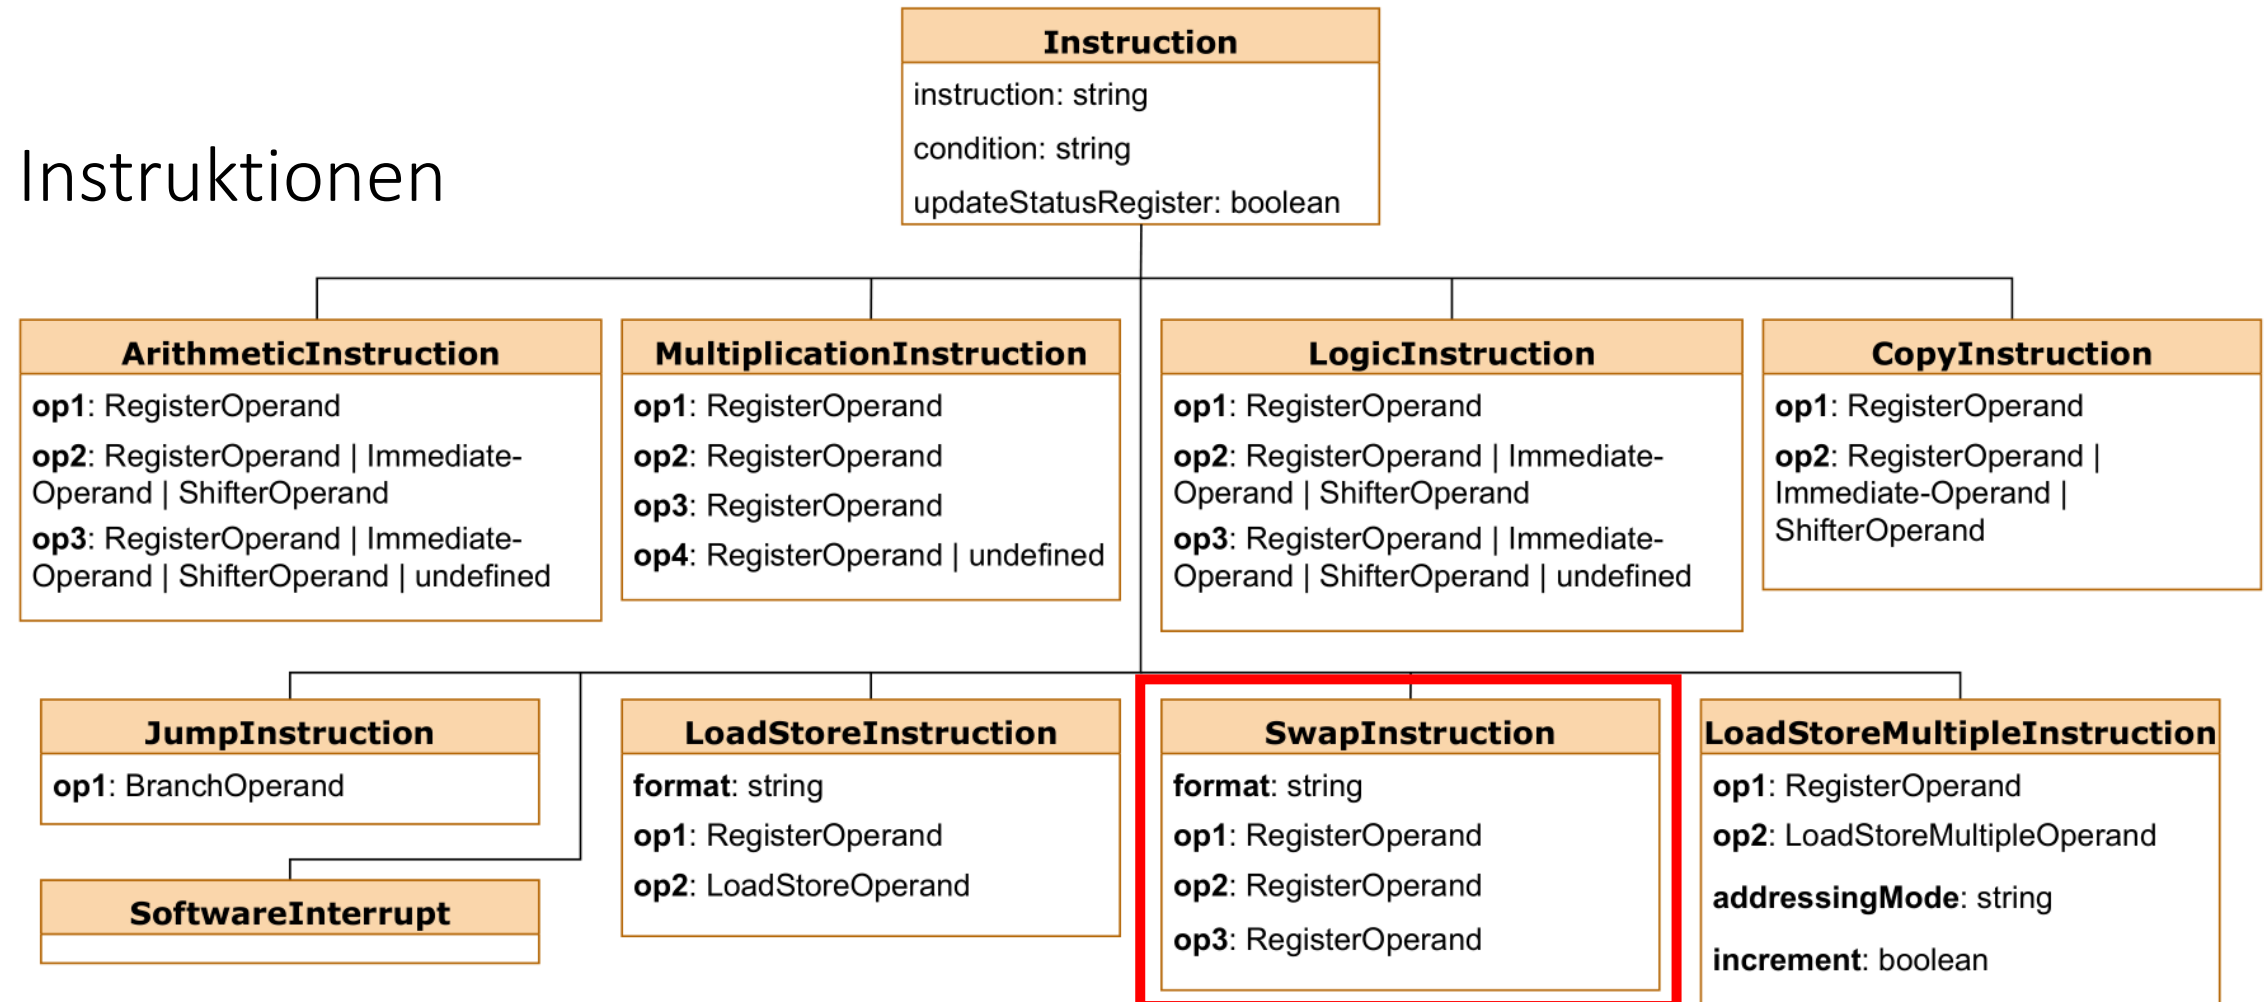 Instruction
instruction: string
condition: string
updateStatusRegister: boolean
Instruktionen
ArithmeticInstruction
op1: RegisterOperand
op2: RegisterOperand | Immediate-
Operand | ShifterOperand
op3: RegisterOperand | Immediate-
Operand | ShifterOperand | undefined
MultiplicationInstruction
op1: RegisterOperand
op2: RegisterOperand
op3: RegisterOperand
op4: RegisterOperand | undefined
LogicInstruction
op1: RegisterOperand
op2: RegisterOperand | Immediate-
Operand | ShifterOperand
op3: RegisterOperand | Immediate-
Operand | ShifterOperand | undefined
CopyInstruction
op1: RegisterOperand
op2: RegisterOperand |
Immediate-Operand |
ShifterOperand
JumpInstruction
op1: BranchOperand
SoftwareInterrupt
LoadStoreInstruction
format: string
op1: RegisterOperand
op2: LoadStoreOperand
SwapInstruction
format: string
op1: RegisterOperand
op2: RegisterOperand
op3: RegisterOperand
LoadStoreMultipleInstruction
op1: RegisterOperand
op2: LoadStoreMultipleOperand
addressingMode: string
increment: boolean